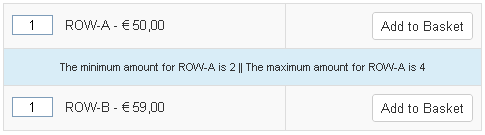 1 ROW-A - € 50,00 Add to Basket
The minimum amount for ROW-A is 2 || The maximum amount for ROW-A is 4
1 ROW-B - € 59,00 Add to Basket